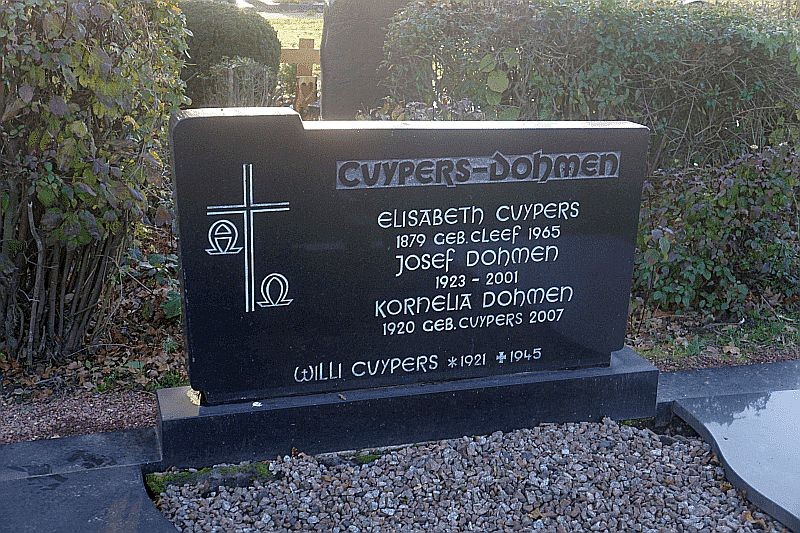 CUYPERS-DOHMEN
ELISABETH CUYPERS
1879 GEB. CLEEF 1965
JOSEF DOHMEN
1923 - 2001
KORNELIA DOHMEN
1920 GEB. CUYPERS 2007
WILLI CUYPERS *1921 ✝1945
A
Ω